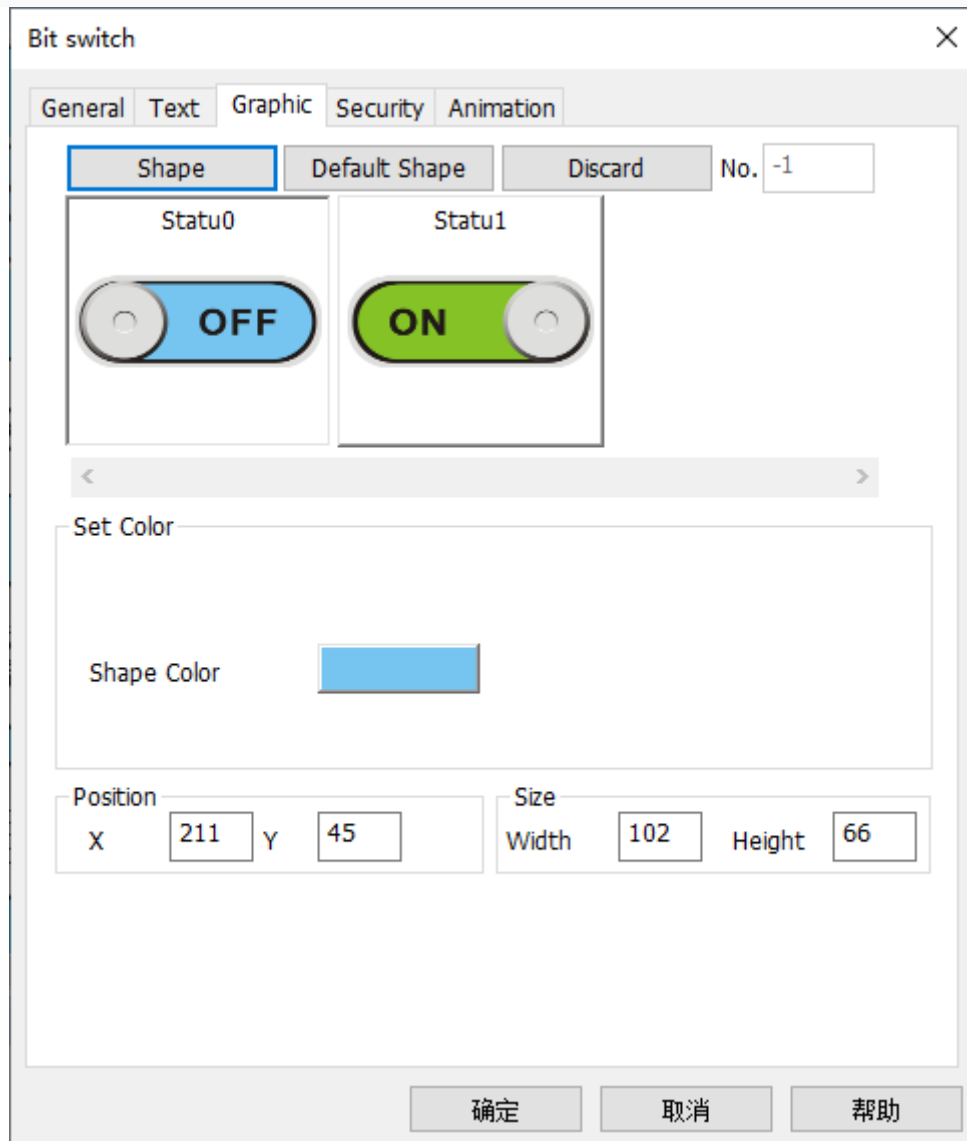 Bit switch
General Text Graphic Security Animation
Shape Default Shape Discard No. -1
Statu0 Statu1
OFF ON
Set Color
Shape Color
Position Size
X 211 Y 45 Width 102 Height 66
确定 取消 帮助